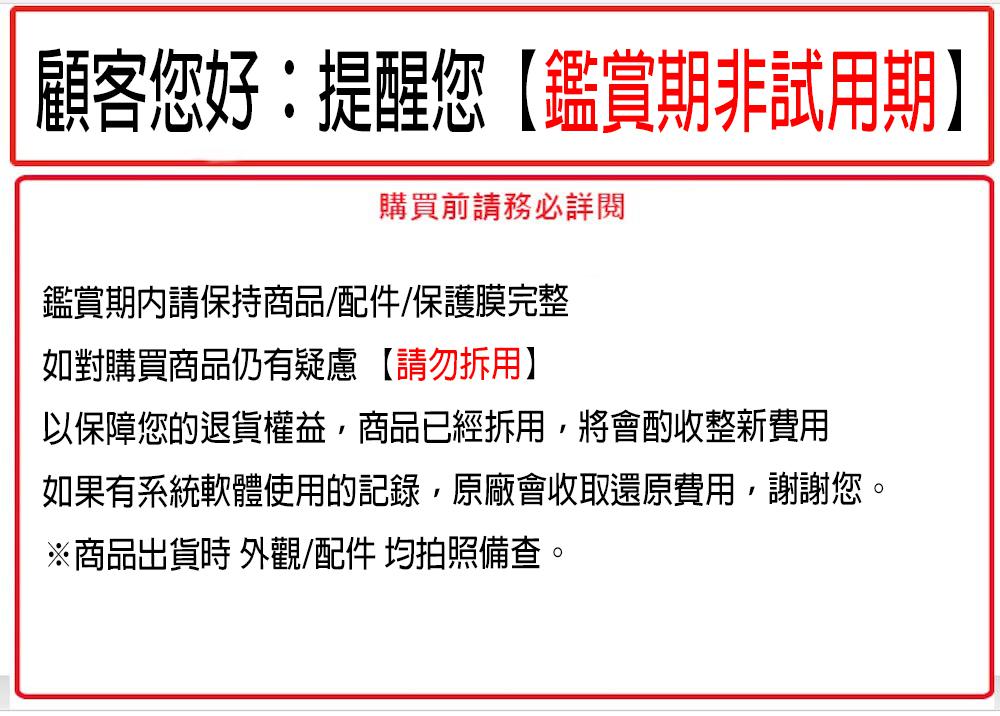 顧客您好：提醒您【鑑賞期非試用期】
購買前請務必詳閱
鑑賞期內請保持商品/配件/保護膜完整
如對購買商品仍有疑慮 【請勿拆用】
以保障您的退貨權益，商品已經拆用，將會酌收整新費用
如果有系統軟體使用的記錄，原廠會收取還原費用，謝謝您。
※商品出貨時 外觀/配件 均拍照備查。